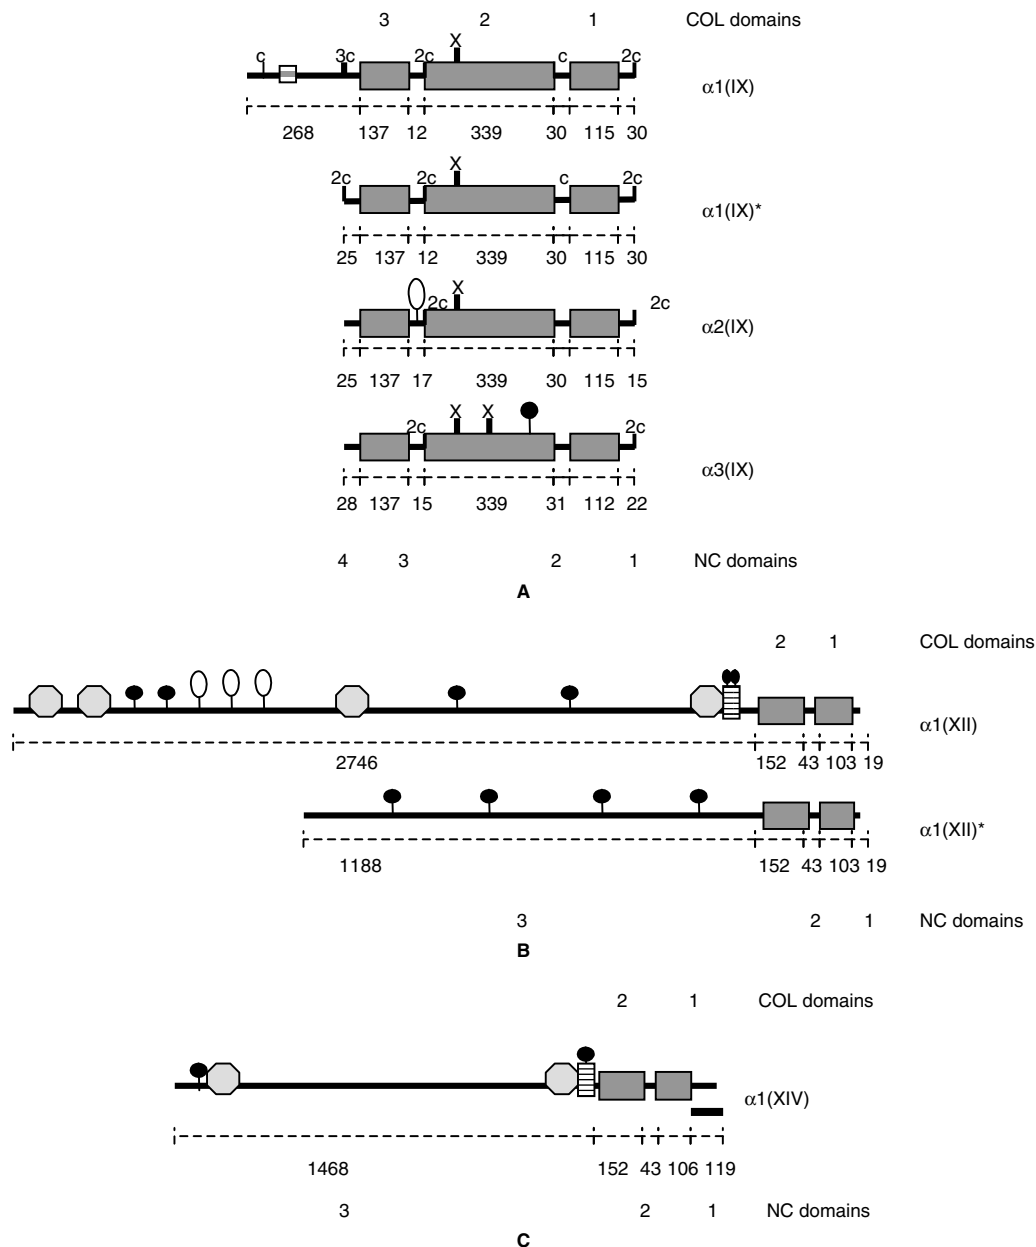 3 2 1 COL domains
X
c 3c 2c c 2c
α1(IX)
268 137 12 339 30 115 30
X
2c 2c c 2c
α1(IX)*
25 137 12 339 30 115 30
X
2c 2c
α2(IX)
25 137 17 339 30 115 15
X X
2c 2c
α3(IX)
28 137 15 339 31 112 22
4 3 2 1 NC domains
A
2 1 COL domains
α1(XII)
2746 152 43 103 19
α1(XII)*
1188 152 43 103 19
3 2 1 NC domains
B
2 1 COL domains
α1(XIV)
1468 152 43 106 119
3 2 1 NC domains
C